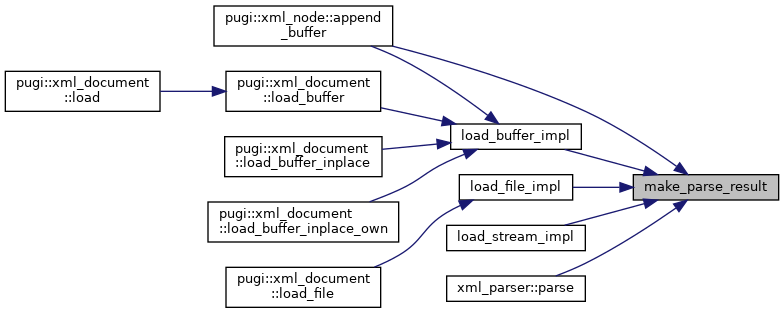 pugi::xml_node::append
_buffer
pugi::xml_document
::load
pugi::xml_document
::load_buffer
load_buffer_impl
pugi::xml_document
::load_buffer_inplace
load_file_impl
make_parse_result
pugi::xml_document
::load_buffer_inplace_own
load_stream_impl
pugi::xml_document
::load_file
xml_parser::parse